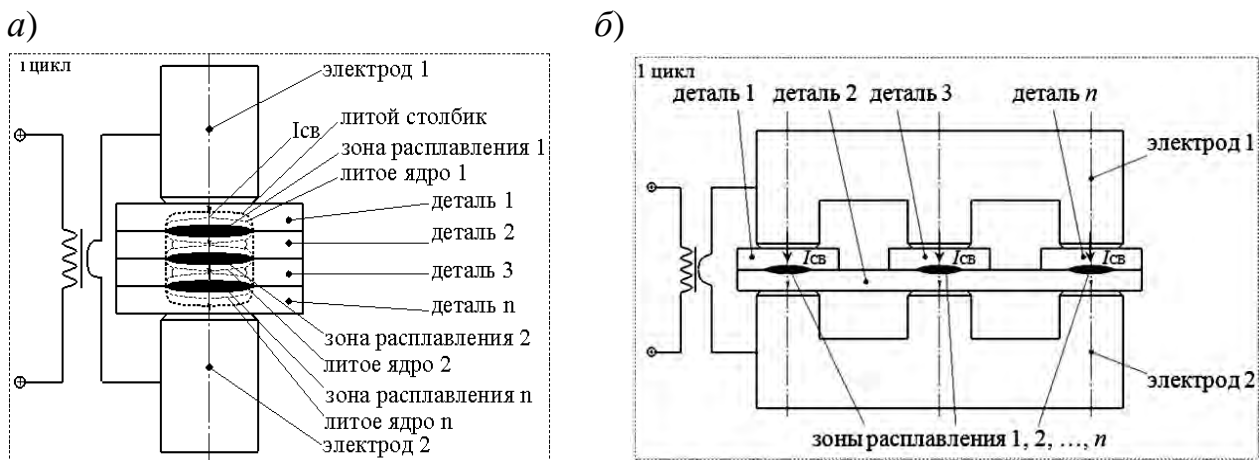 а)
1 цикл
электрод 1
литой столбик
Iсв
зона расплавления 1
литое ядро 1
деталь 1
деталь 2
деталь 3
деталь n
зона расплавления 2
литое ядро 2
зона расплавления n
литое ядро n
электрод 2
б)
1 цикл
деталь 1 деталь 2 деталь 3 деталь n
электрод 1
Iсв Iсв Iсв
электрод 2
зоны расплавления 1, 2, …, n